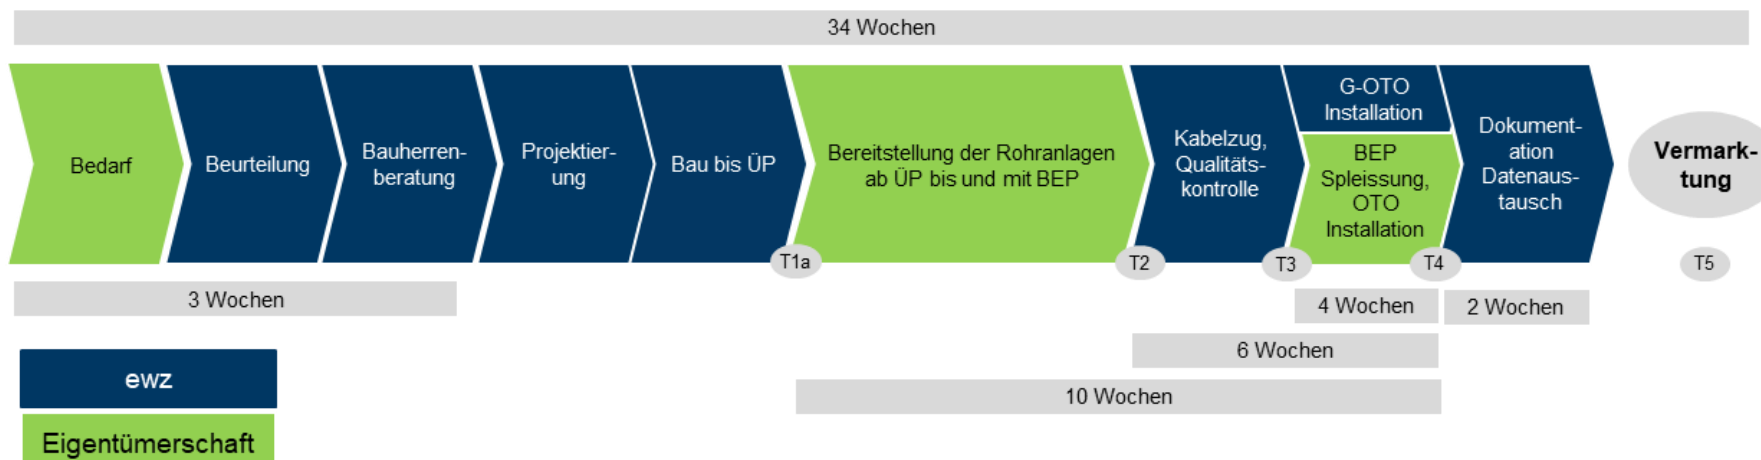 34 Wochen
Bedarf
Beurteilung
Bauherren-
beratung
Projektier-
ung
Bau bis ÜP
Bereitstellung der Rohranlagen
ab ÜP bis und mit BEP
Kabelzug,
Qualitäts-
kontrolle
G-OTO
Installation
BEP
Spleissung,
OTO
Installation
Dokument-
ation
Datenaus-
tausch
Vermark-
tung
T1a
T2
T3
T4
T5
3 Wochen
4 Wochen
2 Wochen
6 Wochen
10 Wochen
ewz
Eigentümerschaft